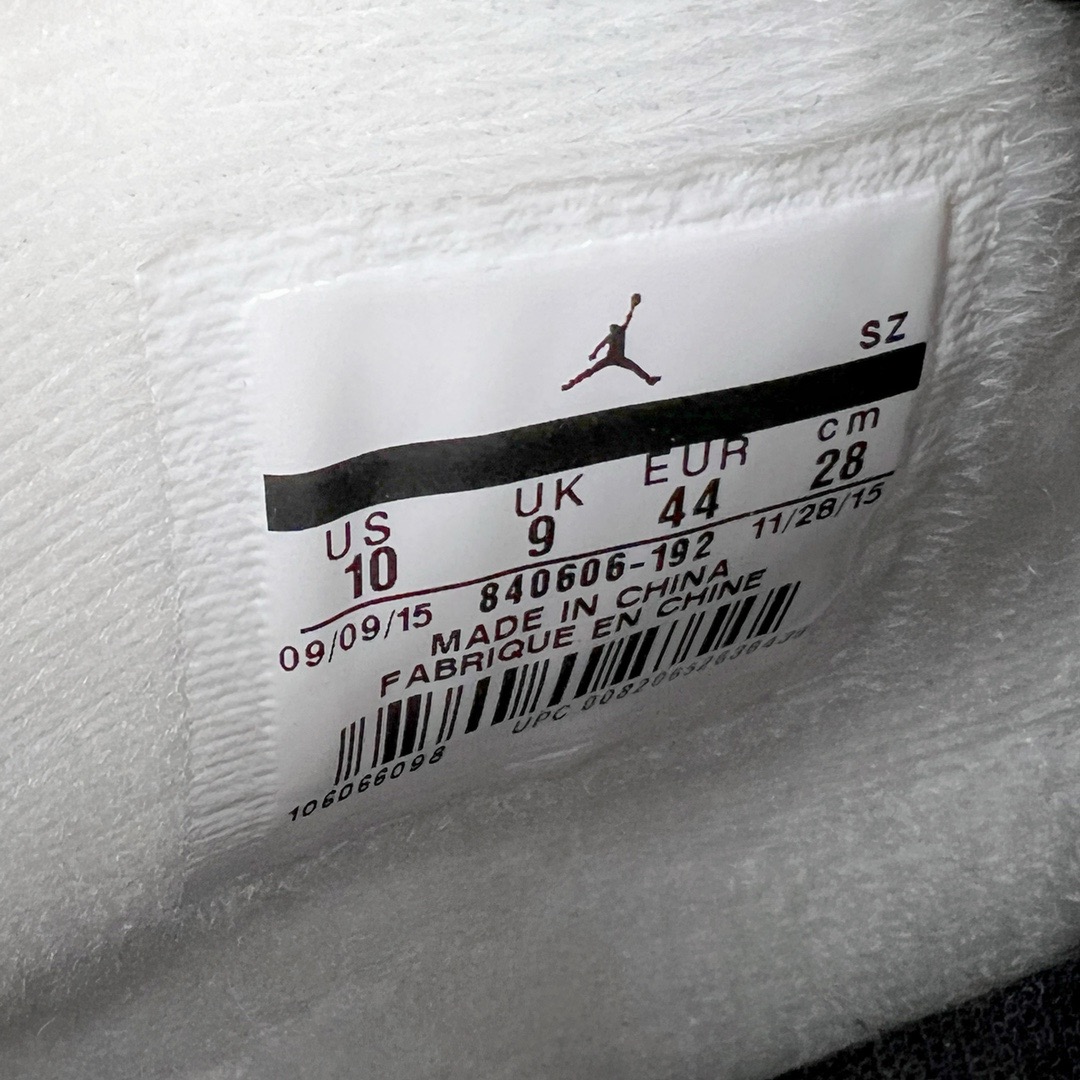 SZ
US UK EUR cm
10 9 44 28
09/09/15 840606-192 11/28/15
MADE IN CHINA
FABRIQUE EN CHINE
106066098 UPC